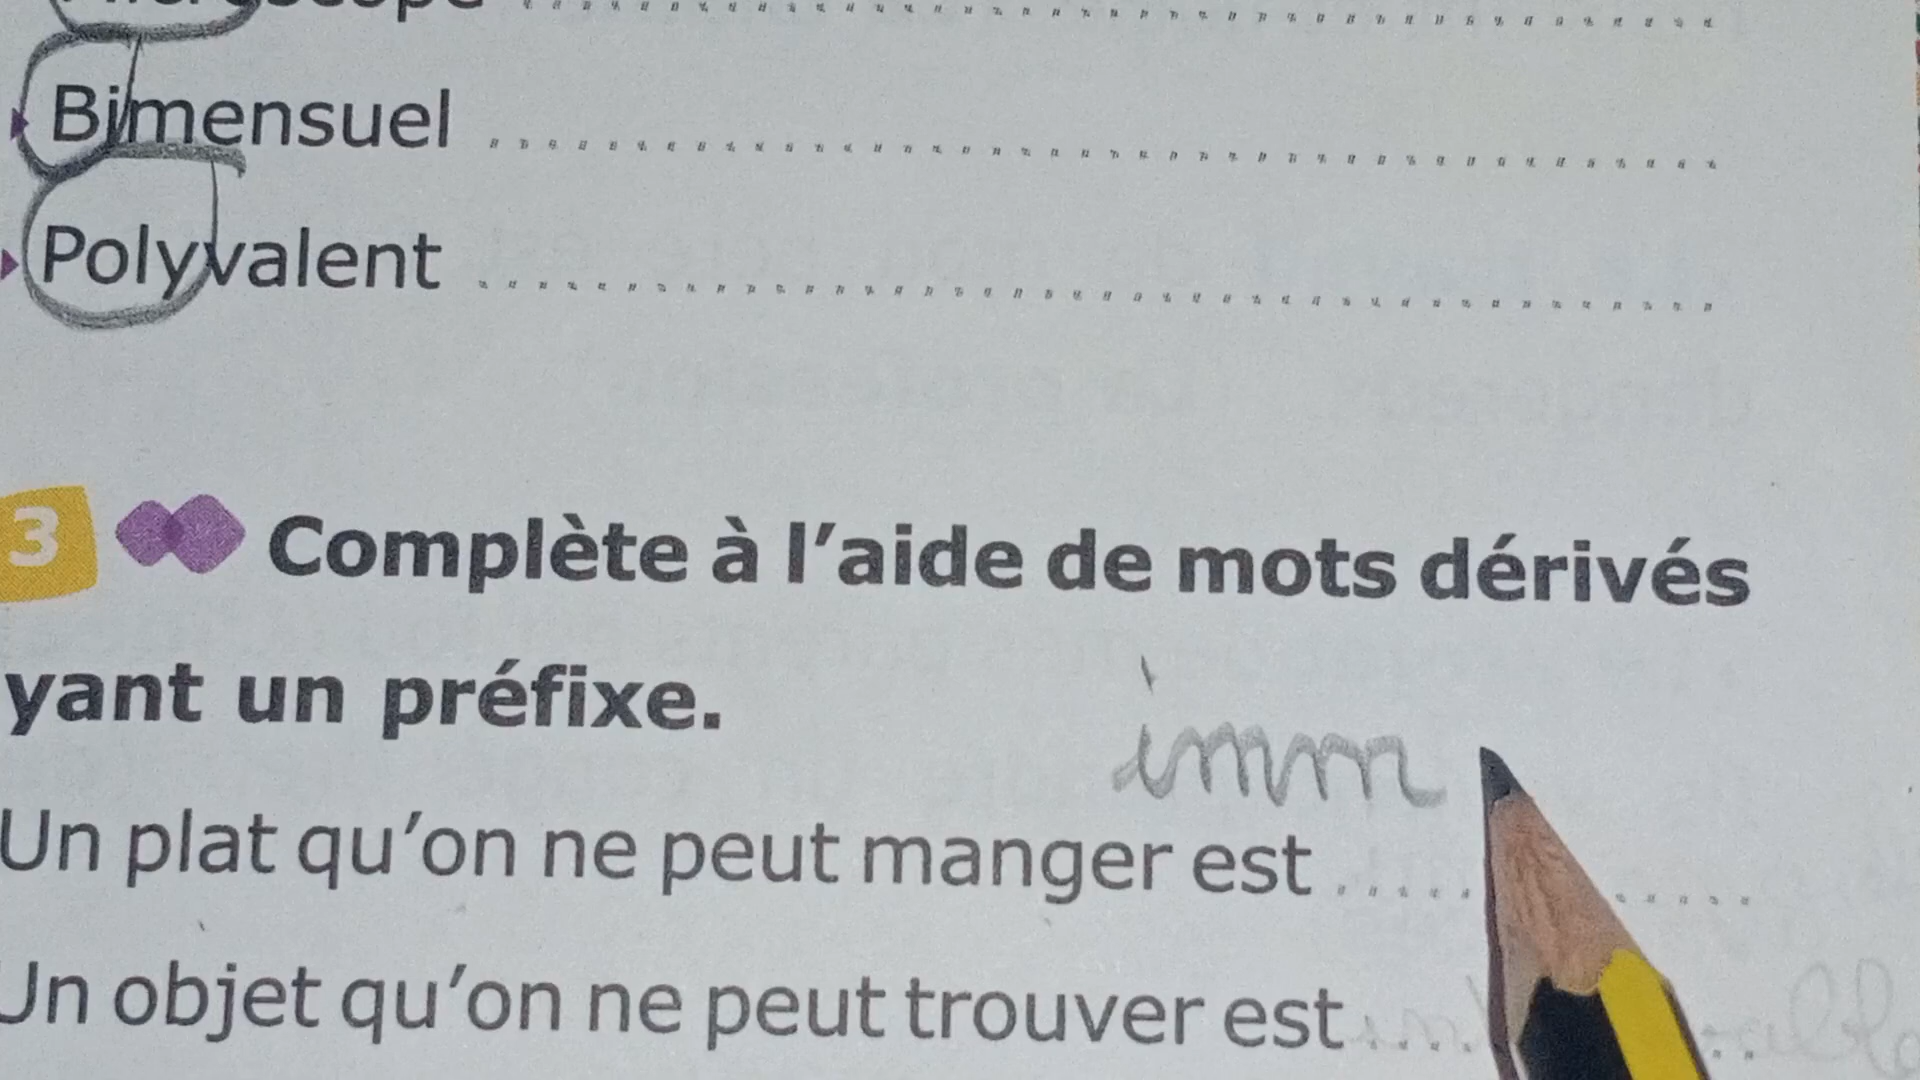 Bimensuel ..........
Polyvalent ..........
3 Complète à l'aide de mots dérivés
yant un préfixe.
imm
Un plat qu'on ne peut manger est ..........
Un objet qu'on ne peut trouver est ..........